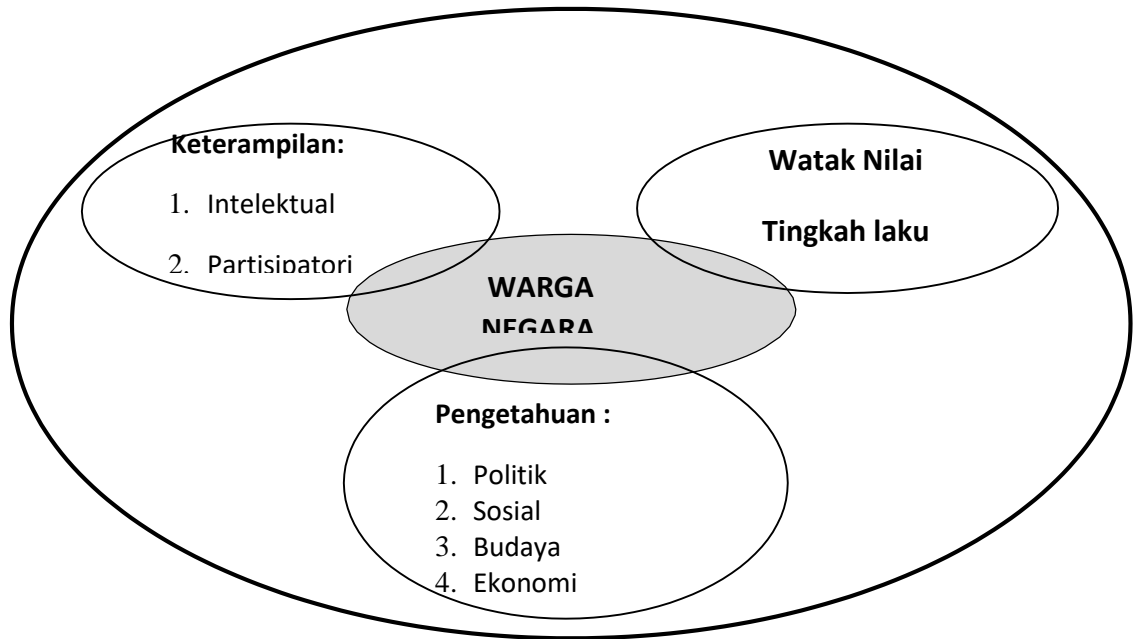 Keterampilan:
1. Intelektual
2. Partisipatori
Watak Nilai
Tingkah laku
WARGA
NEGARA
Pengetahuan :
1. Politik
2. Sosial
3. Budaya
4. Ekonomi